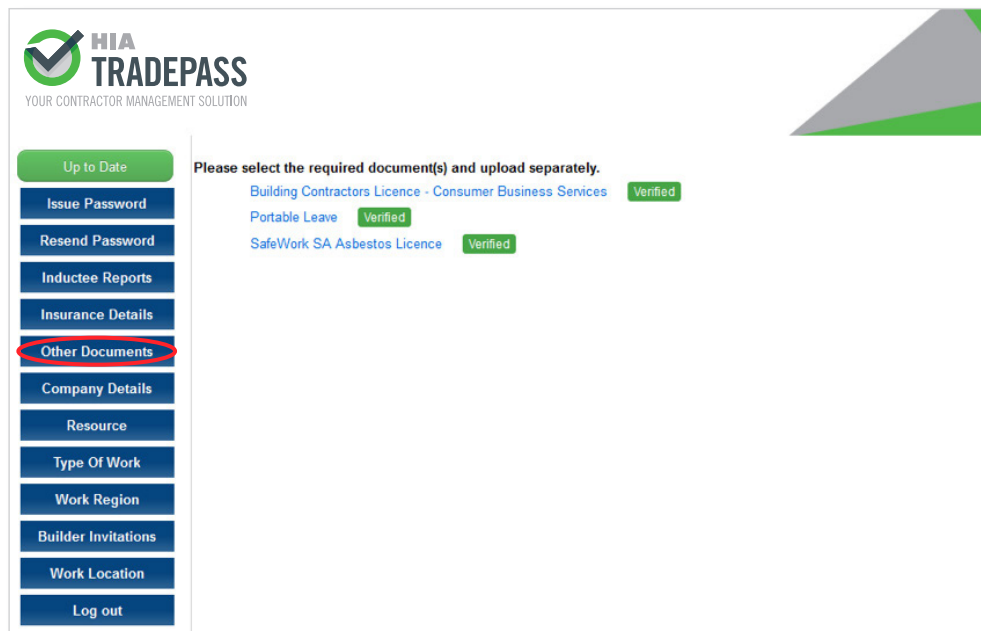 HIA
TRADEPASS
YOUR CONTRACTOR MANAGEMENT SOLUTION
Up to Date
Issue Password
Resend Password
Inductee Reports
Insurance Details
Other Documents
Company Details
Resource
Type Of Work
Work Region
Builder Invitations
Work Location
Log out
Please select the required document(s) and upload separately.
Building Contractors Licence - Consumer Business Services Verified
Portable Leave Verified
SafeWork SA Asbestos Licence Verified